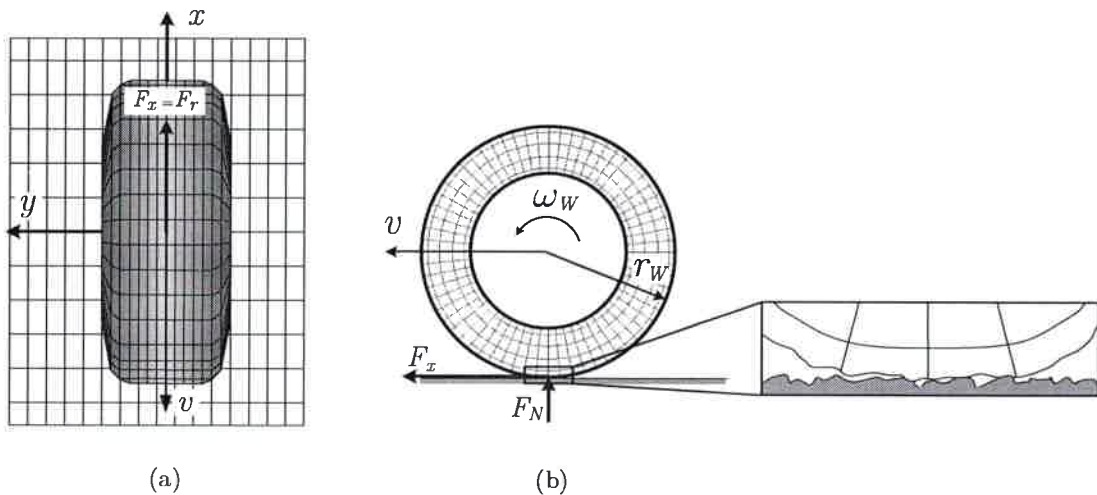 x
F_x = F_r
y
v
(a)
ω_W
v
r_W
F_x
F_N
(b)